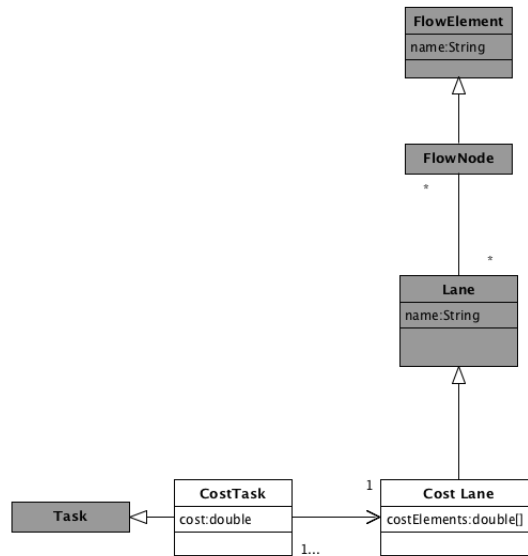 FlowElement
name:String
FlowNode
*
*
Lane
name:String
1
CostTask
Cost Lane
Task
cost:double
costElements:double[]
1...